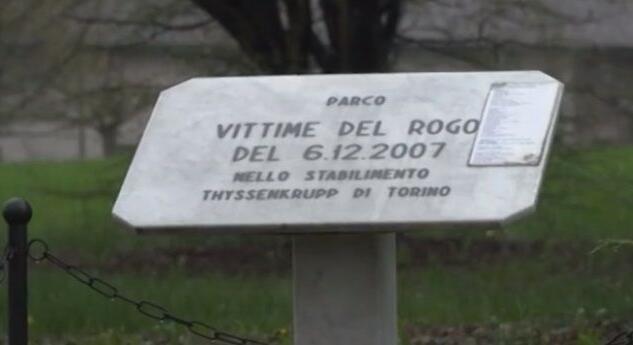 PARCO
VITTIME DEL ROGO
DEL 6.12.2007
NELLO STABILIMENTO
THYSSENKRUPP DI TORINO